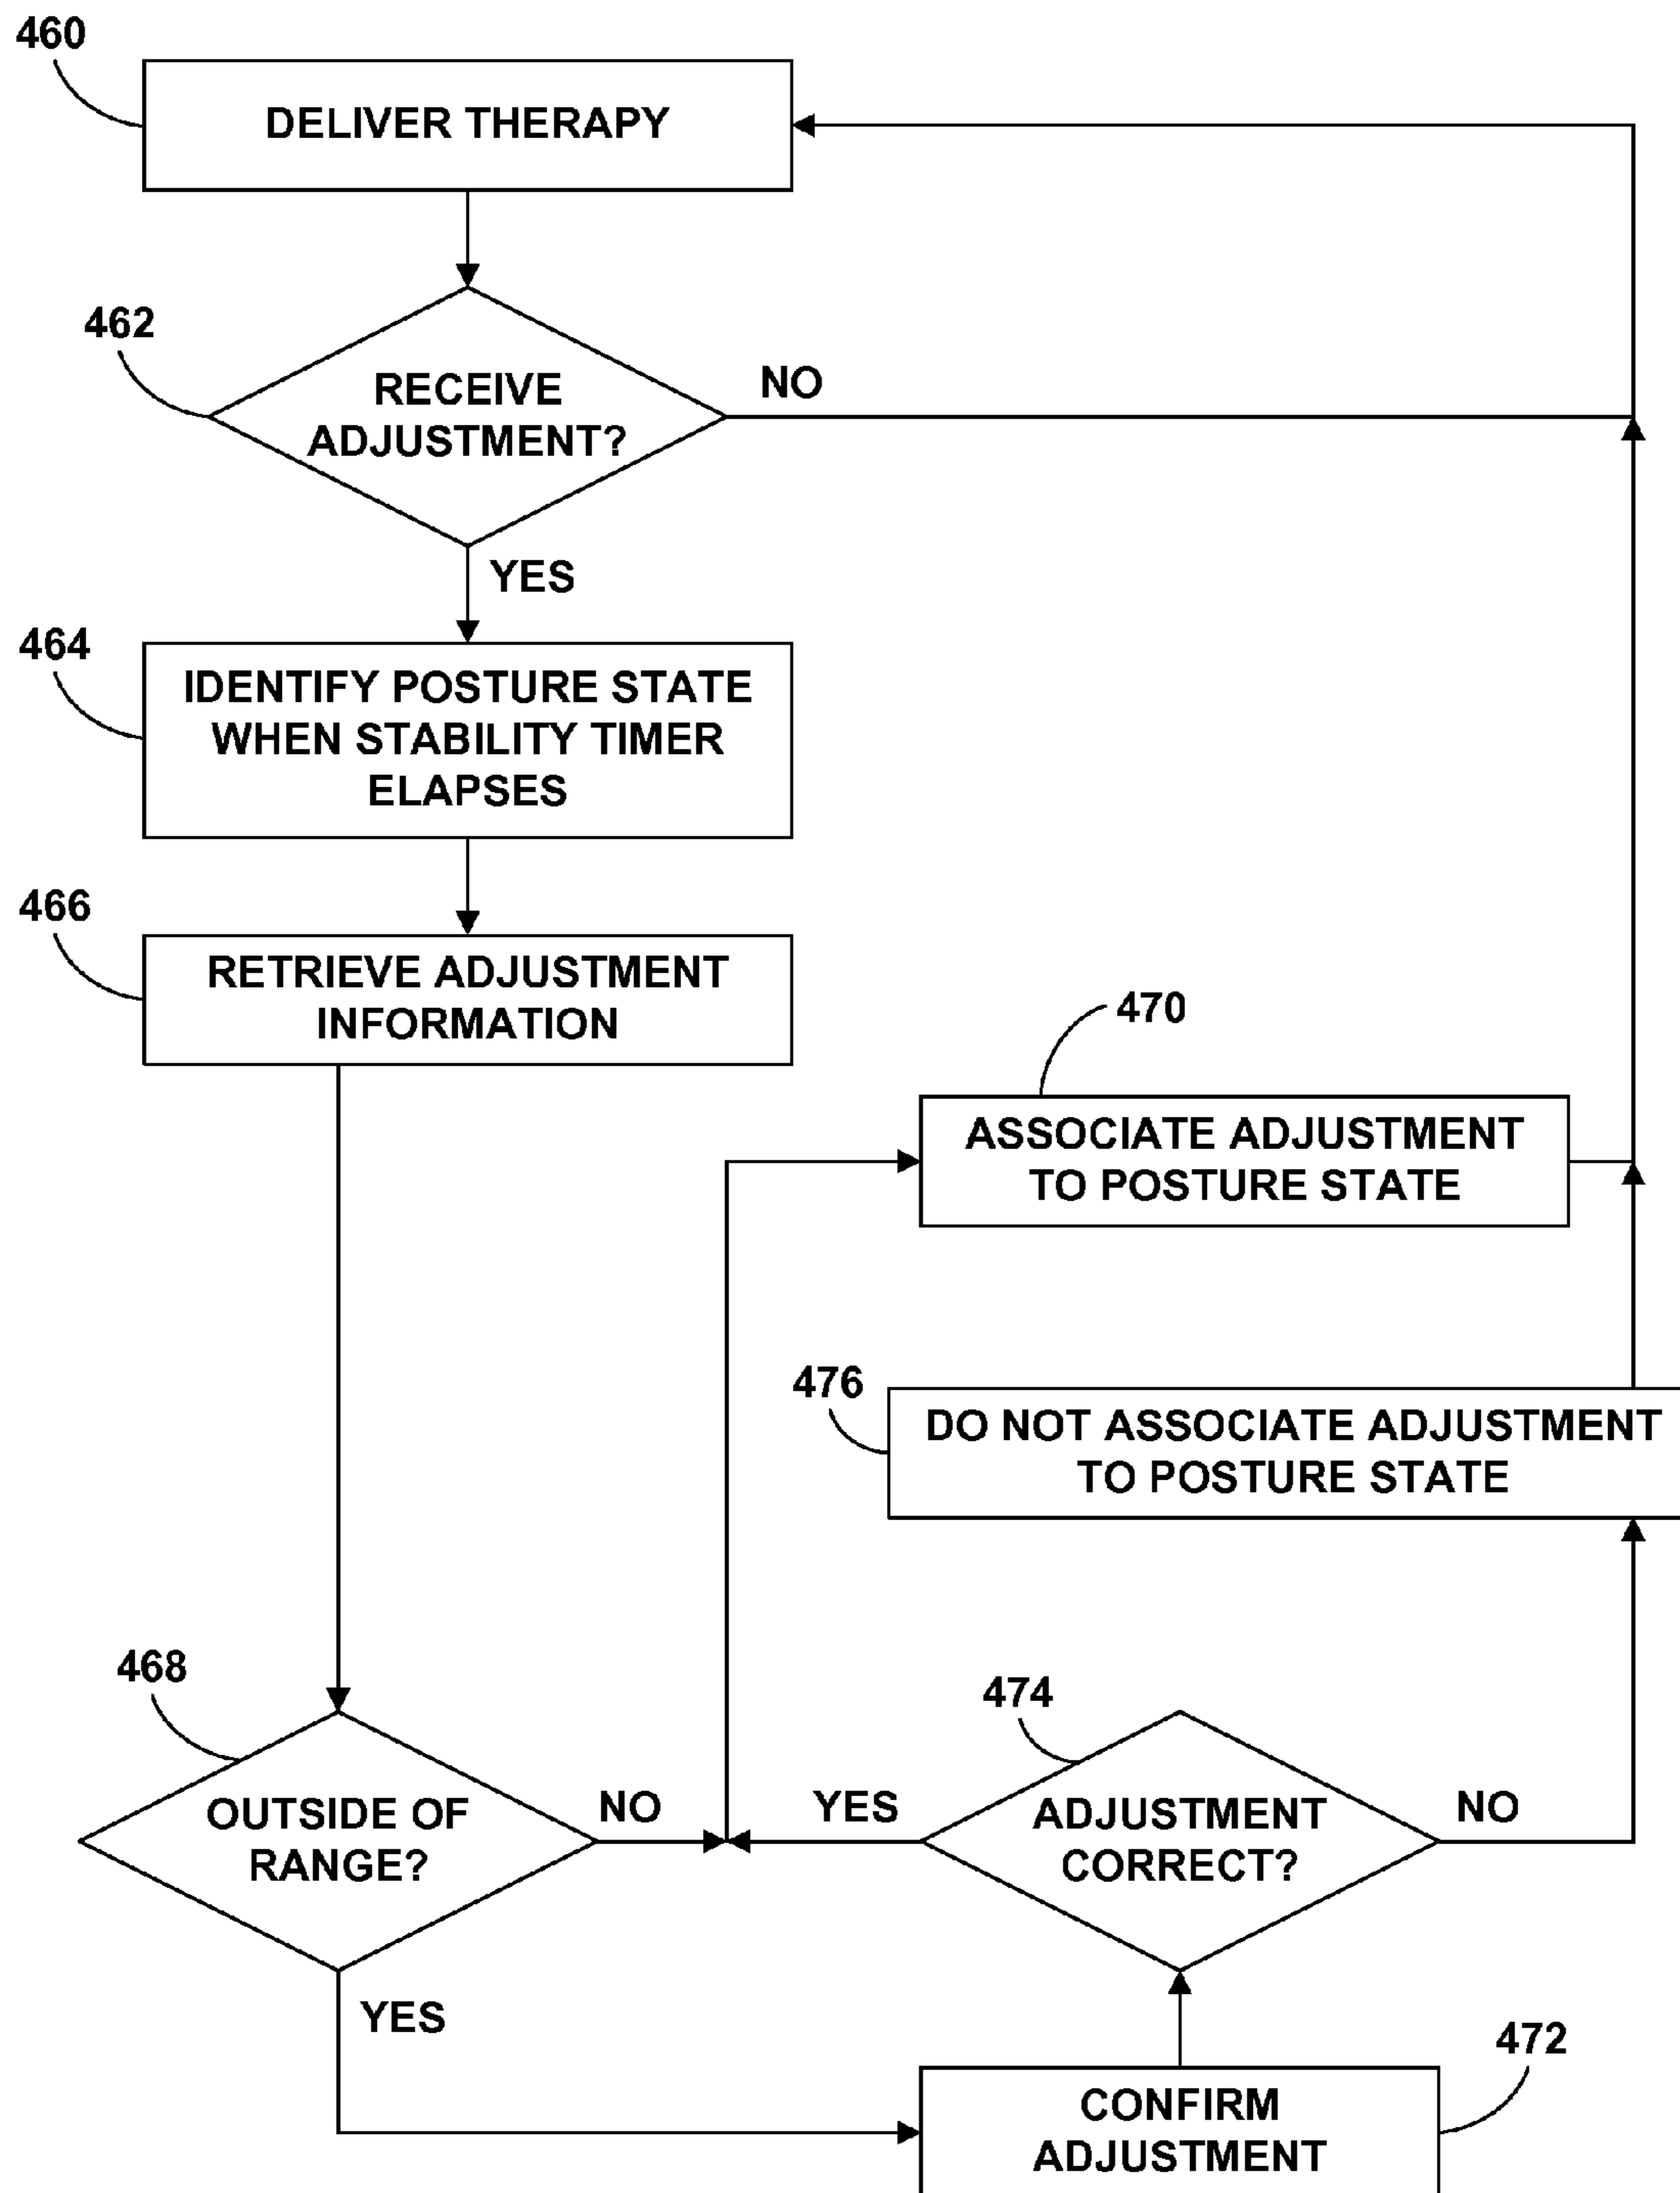 460
DELIVER THERAPY
462
RECEIVE
ADJUSTMENT?
NO
YES
464
IDENTIFY POSTURE STATE
WHEN STABILITY TIMER
ELAPSES
466
RETRIEVE ADJUSTMENT
INFORMATION
470
ASSOCIATE ADJUSTMENT
TO POSTURE STATE
476
DO NOT ASSOCIATE ADJUSTMENT
TO POSTURE STATE
468
OUTSIDE OF
RANGE?
NO
YES
474
ADJUSTMENT
CORRECT?
YES
NO
472
CONFIRM
ADJUSTMENT